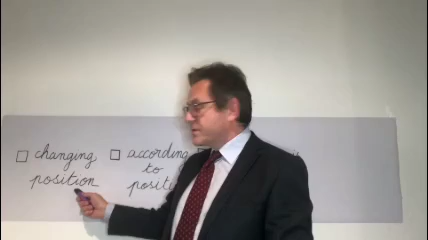 □ changing
position
□ according
to